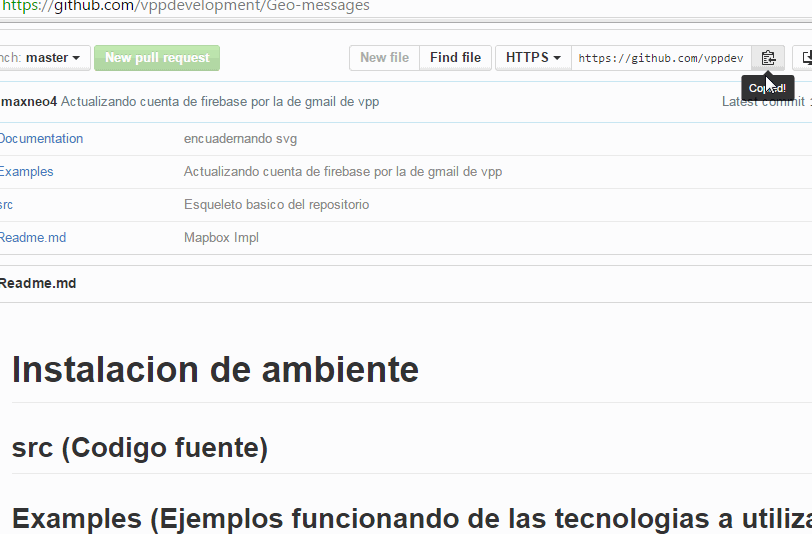 https://github.com/vppdevelopment/Geo-messages
nch: master New pull request New file Find file HTTPS https://github.com/vppdev
Copied!
maxneo4 Actualizando cuenta de firebase por la de gmail de vpp Latest commit
Documentation encuadernando svg
Examples Actualizando cuenta de firebase por la de gmail de vpp
src Esqueleto basico del repositorio
Readme.md Mapbox Impl
Readme.md
Instalacion de ambiente
src (Codigo fuente)
Examples (Ejemplos funcionando de las tecnologias a utiliza